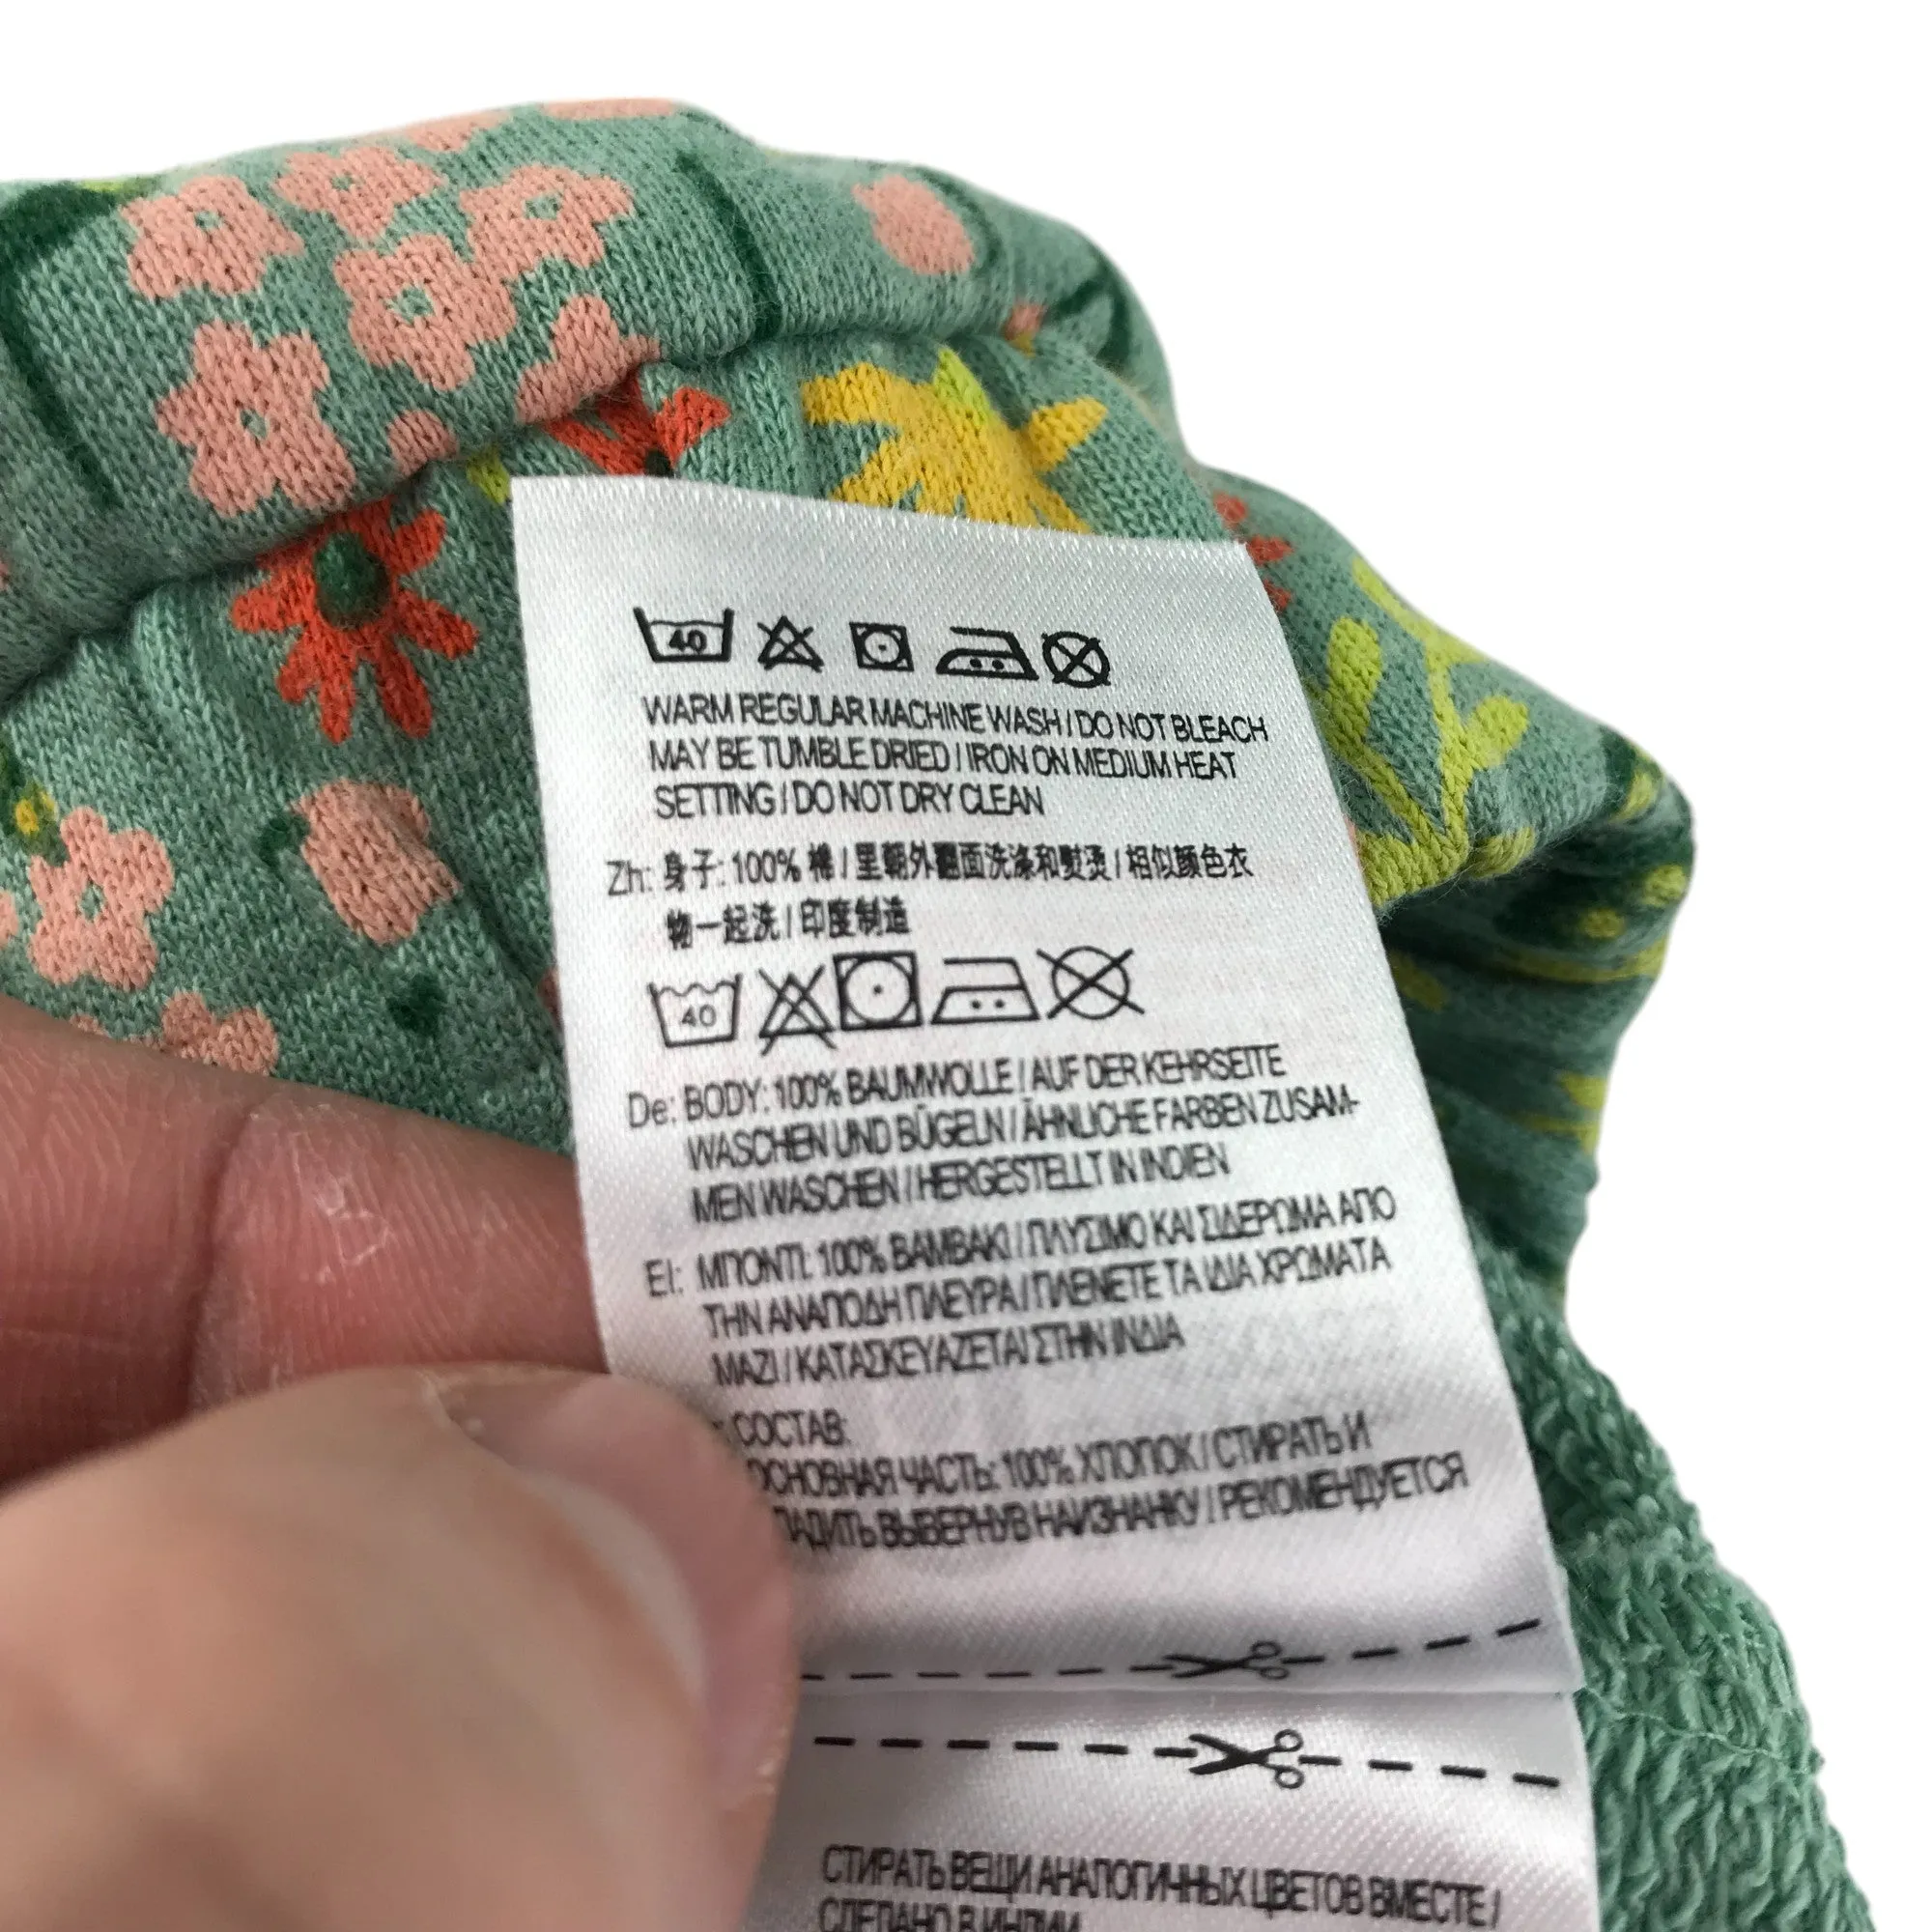 40
WARM REGULAR MACHINE WASH / DO NOT BLEACH
MAY BE TUMBLE DRIED / IRON ON MEDIUM HEAT
SETTING / DO NOT DRY CLEAN
Zh: 身子: 100% 棉 / 里朝外翻面洗涤和熨烫 / 相似颜色衣
物一起洗 / 印度制造
40
De: BODY: 100% BAUMWOLLE / AUF DER KEHRSEITE
WASCHEN UND BÜGELN / ÄHNLICHE FARBEN ZUSAM-
MEN WASCHEN / HERGESTELLT IN INDIEN
El: ΜΠΟΝΤΙ: 100% ΒΑΜΒΑΚΙ / ΠΛΥΣΙΜΟ ΚΑΙ ΣΙΔΕΡΩΜΑ ΑΠΟ
ΤΗΝ ΑΝΑΠΟΔΗ ΠΛΕΥΡΑ / ΠΛΕΝΕΤΕ ΤΑ ΙΔΙΑ ΧΡΩΜΑΤΑ
ΜΑΖΙ / ΚΑΤΑΣΚΕΥΑΖΕΤΑΙ ΣΤΗΝ ΙΝΔΙΑ
СОСТАВ:
ОСНОВНАЯ ЧАСТЬ: 100% ХЛОПОК / СТИРАТЬ И
ЛАДИТЬ ВЫВЕРНУВ НАИЗНАНКУ / РЕКОМЕНДУЕТСЯ
СТИРАТЬ ВЕЩИ АНАЛОГИЧНЫХ ЦВЕТОВ ВМЕСТЕ /
СДЕЛАНО В ИНДИИ